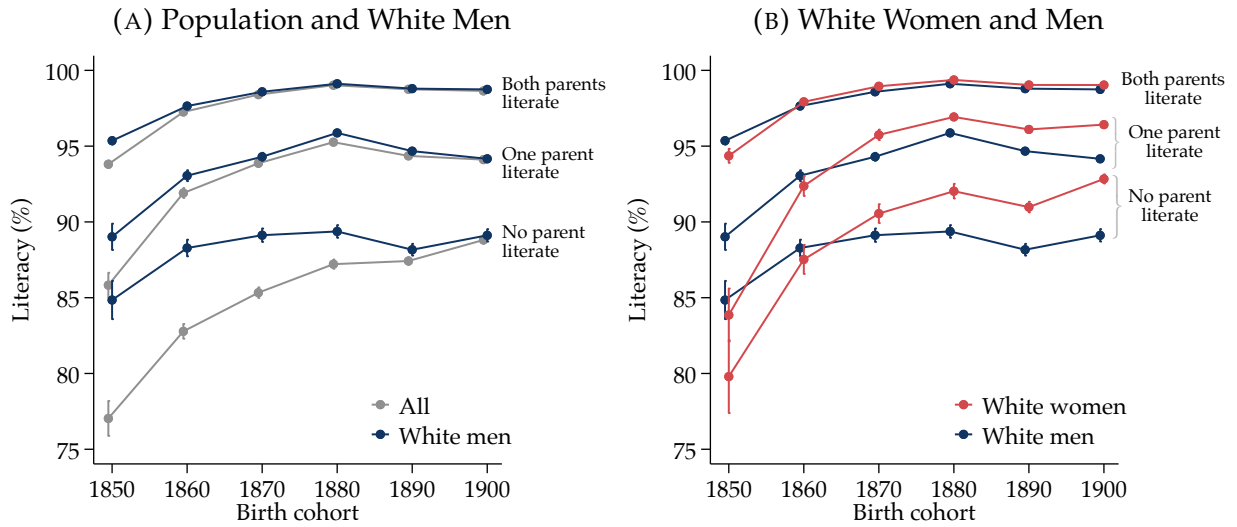 (A) Population and White Men
100
95
90
85
80
75
Literacy (%)
Both parents
literate
One parent
literate
No parent
literate
All
White men
1850 1860 1870 1880 1890 1900
Birth cohort
(B) White Women and Men
100
95
90
85
80
75
Literacy (%)
Both parents
literate
One parent
literate
No parent
literate
White women
White men
1850 1860 1870 1880 1890 1900
Birth cohort